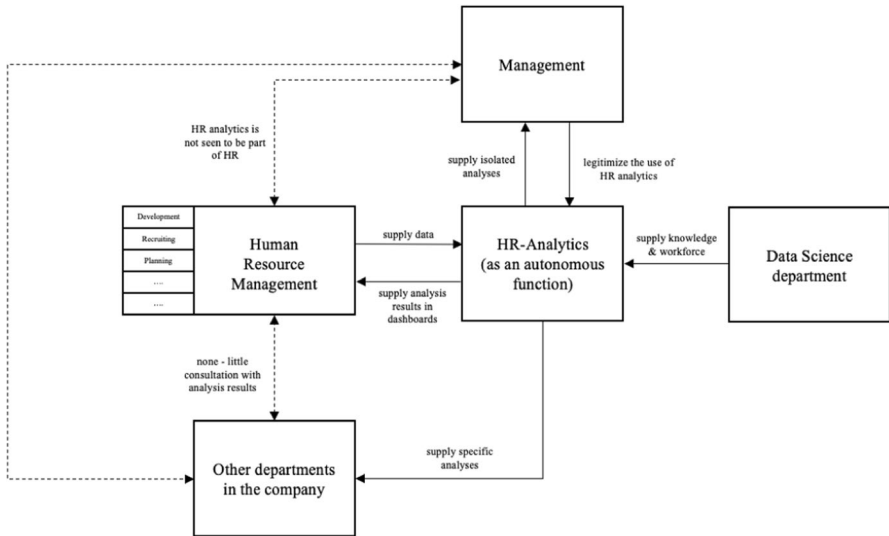 Management
HR analytics is
not seen to be part
of HR
supply isolated
analyses
legitimize the use of
HR analytics
Development
Recruiting
Planning
....
....
Human
Resource
Management
supply data
supply analysis
results in
dashboards
HR-Analytics
(as an autonomous
function)
supply knowledge
& workforce
Data Science
department
none - little
consultation with
analysis results
Other departments
in the company
supply specific
analyses